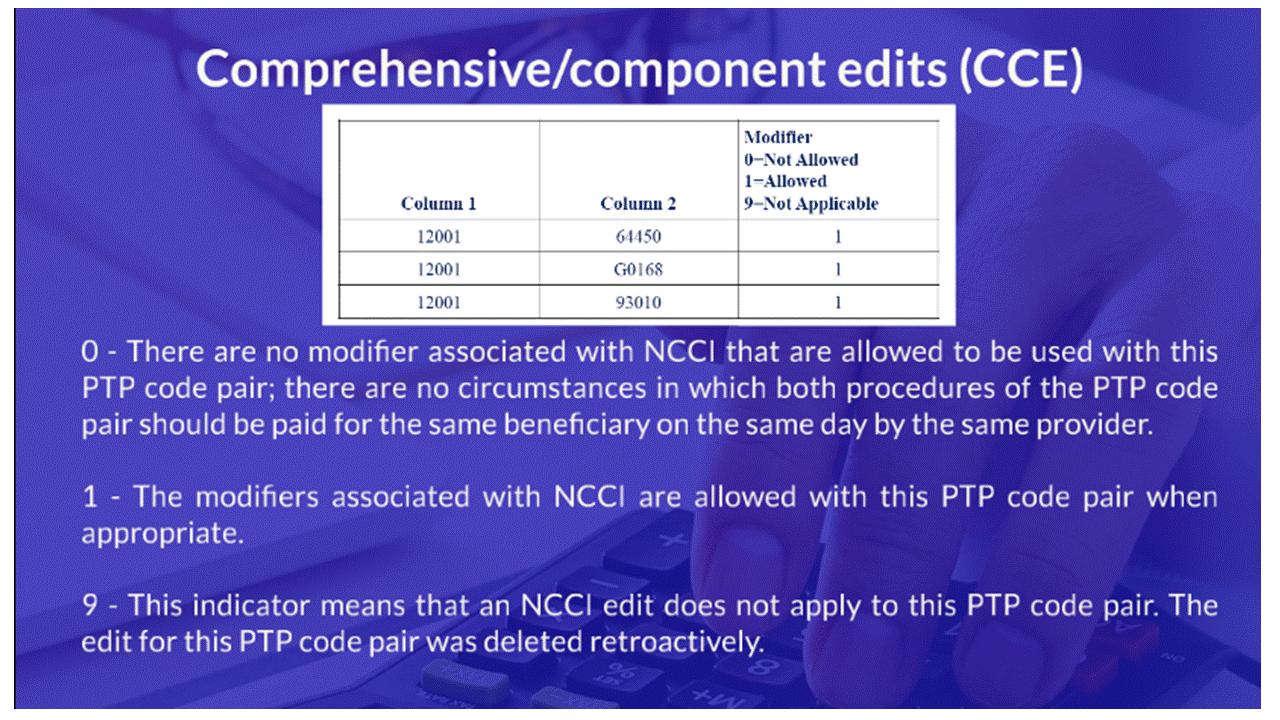 Comprehensive/component edits (CCE)
Modifier
0=Not Allowed
1=Allowed
Column 1 Column 2 9=Not Applicable
12001 64450 1
12001 G0168 1
12001 93010 1
0 - There are no modifier associated with NCCI that are allowed to be used with this
PTP code pair; there are no circumstances in which both procedures of the PTP code
pair should be paid for the same beneficiary on the same day by the same provider.
1 - The modifiers associated with NCCI are allowed with this PTP code pair when
appropriate.
9 - This indicator means that an NCCI edit does not apply to this PTP code pair. The
edit for this PTP code pair was deleted retroactively.
+
−
ON
SET
%
8
TAX RATE
M+